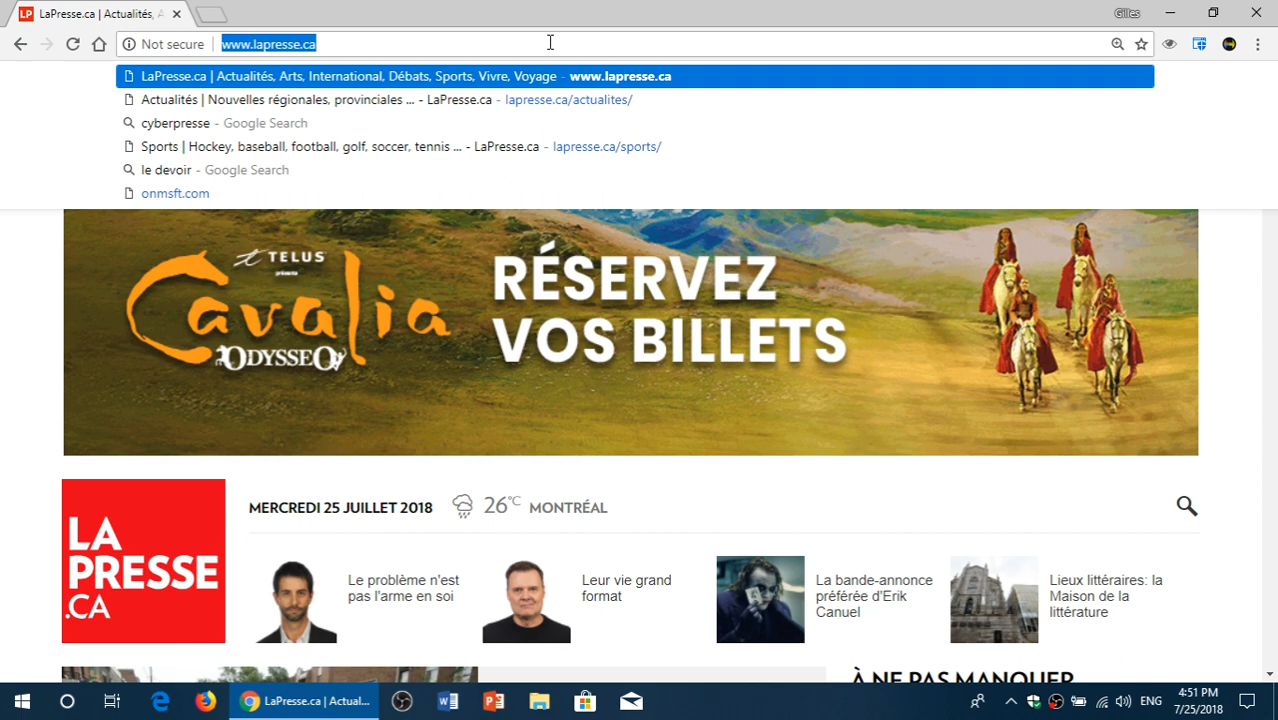 LaPresse.ca | Actualités, A
Gilles
Not secure
www.lapresse.ca
LaPresse.ca | Actualités, Arts, International, Débats, Sports, Vivre, Voyage - www.lapresse.ca
Actualités | Nouvelles régionales, provinciales ... - LaPresse.ca - lapresse.ca/actualites/
cyberpresse - Google Search
Sports | Hockey, baseball, football, golf, soccer, tennis ... - LaPresse.ca - lapresse.ca/sports/
le devoir - Google Search
onmsft.com
TELUS
présente
Cavalia
ODYSSEO
RÉSERVEZ
VOS BILLETS
LA
PRESSE
.CA
MERCREDI 25 JUILLET 2018 26°C MONTRÉAL
Le problème n'est
pas l'arme en soi
Leur vie grand
format
La bande-annonce
préférée d'Erik
Canuel
Lieux littéraires: la
Maison de la
littérature
À NE PAS MANQUER
LaPresse.ca | Actual...
ENG
4:51 PM
7/25/2018